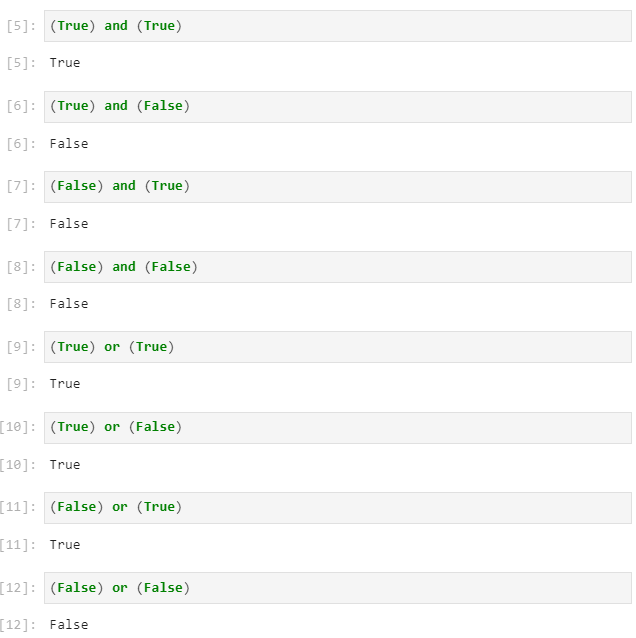 [5]: (True) and (True)
[5]: True
[6]: (True) and (False)
[6]: False
[7]: (False) and (True)
[7]: False
[8]: (False) and (False)
[8]: False
[9]: (True) or (True)
[9]: True
[10]: (True) or (False)
[10]: True
[11]: (False) or (True)
[11]: True
[12]: (False) or (False)
[12]: False